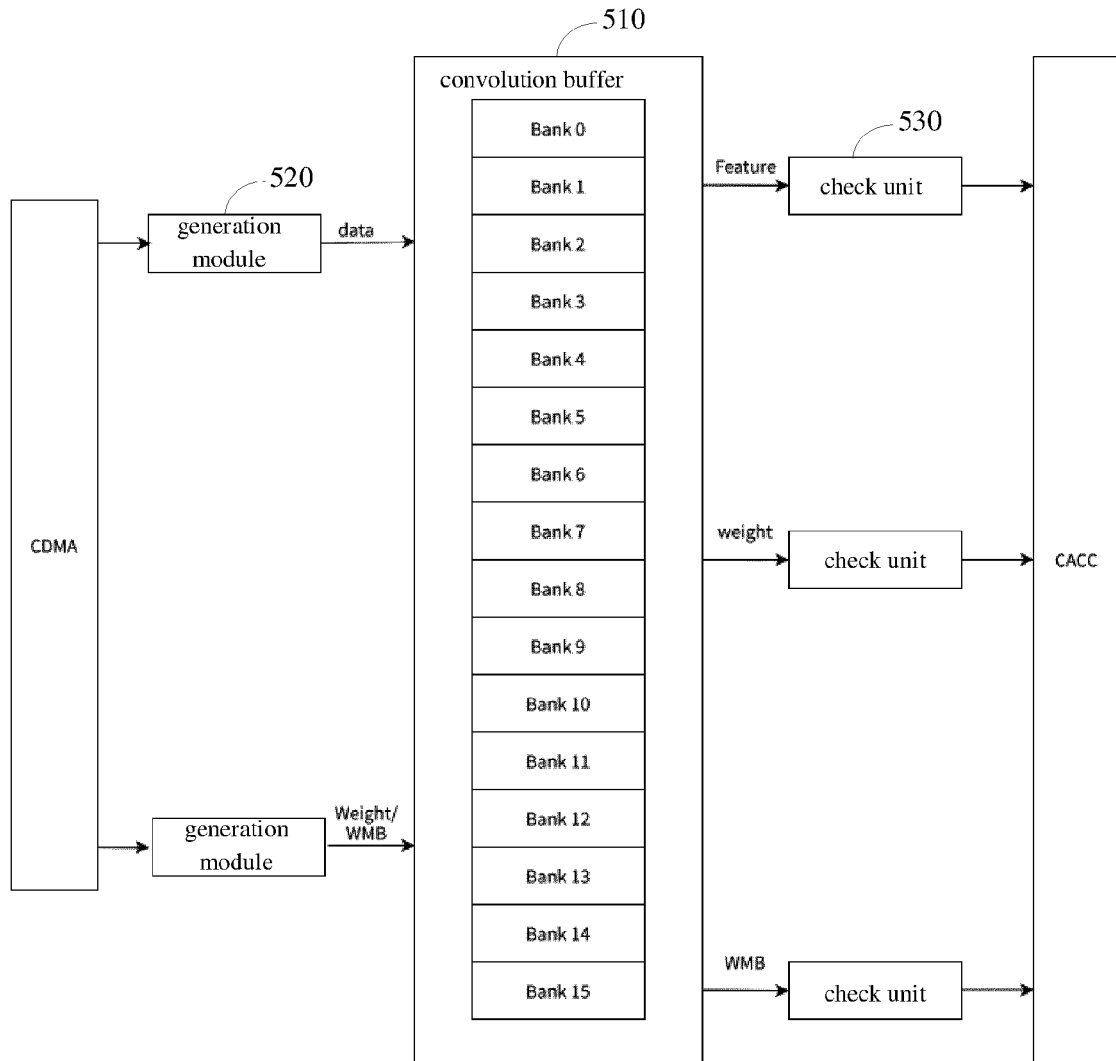 510
convolution buffer
Bank 0
Bank 1
Bank 2
Bank 3
Bank 4
Bank 5
Bank 6
Bank 7
Bank 8
Bank 9
Bank 10
Bank 11
Bank 12
Bank 13
Bank 14
Bank 15
CDMA
520
generation
module
data
generation
module
Weight/
WMB
530
Feature
check unit
weight
check unit
WMB
check unit
CACC